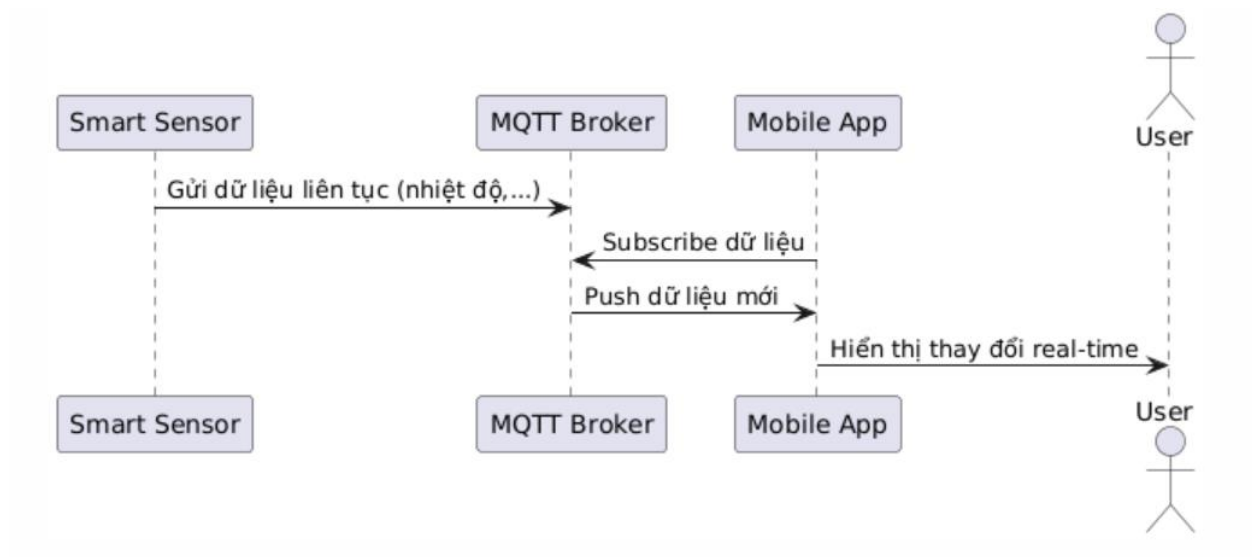 User
Smart Sensor
MQTT Broker
Mobile App
Gửi dữ liệu liên tục (nhiệt độ,...)
Subscribe dữ liệu
Push dữ liệu mới
Hiển thị thay đổi real-time
Smart Sensor
MQTT Broker
Mobile App
User